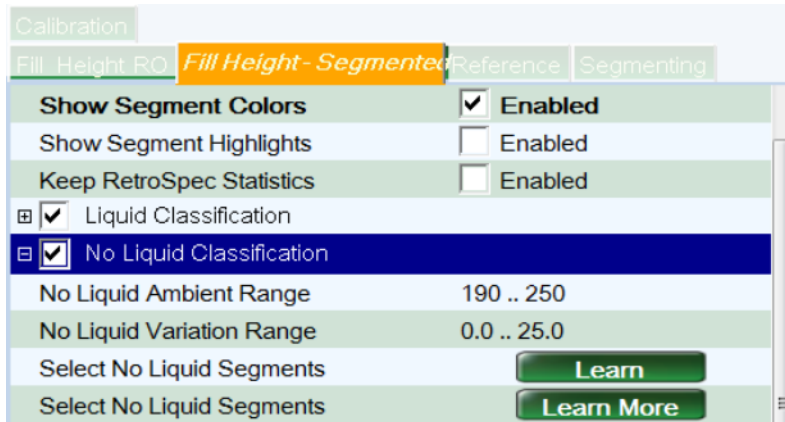 Calibration
Fill Height RO Fill Height - Segmented Reference Segmenting
Show Segment Colors Enabled
Show Segment Highlights Enabled
Keep RetroSpec Statistics Enabled
Liquid Classification
No Liquid Classification
No Liquid Ambient Range 190 .. 250
No Liquid Variation Range 0.0 .. 25.0
Select No Liquid Segments Learn
Select No Liquid Segments Learn More